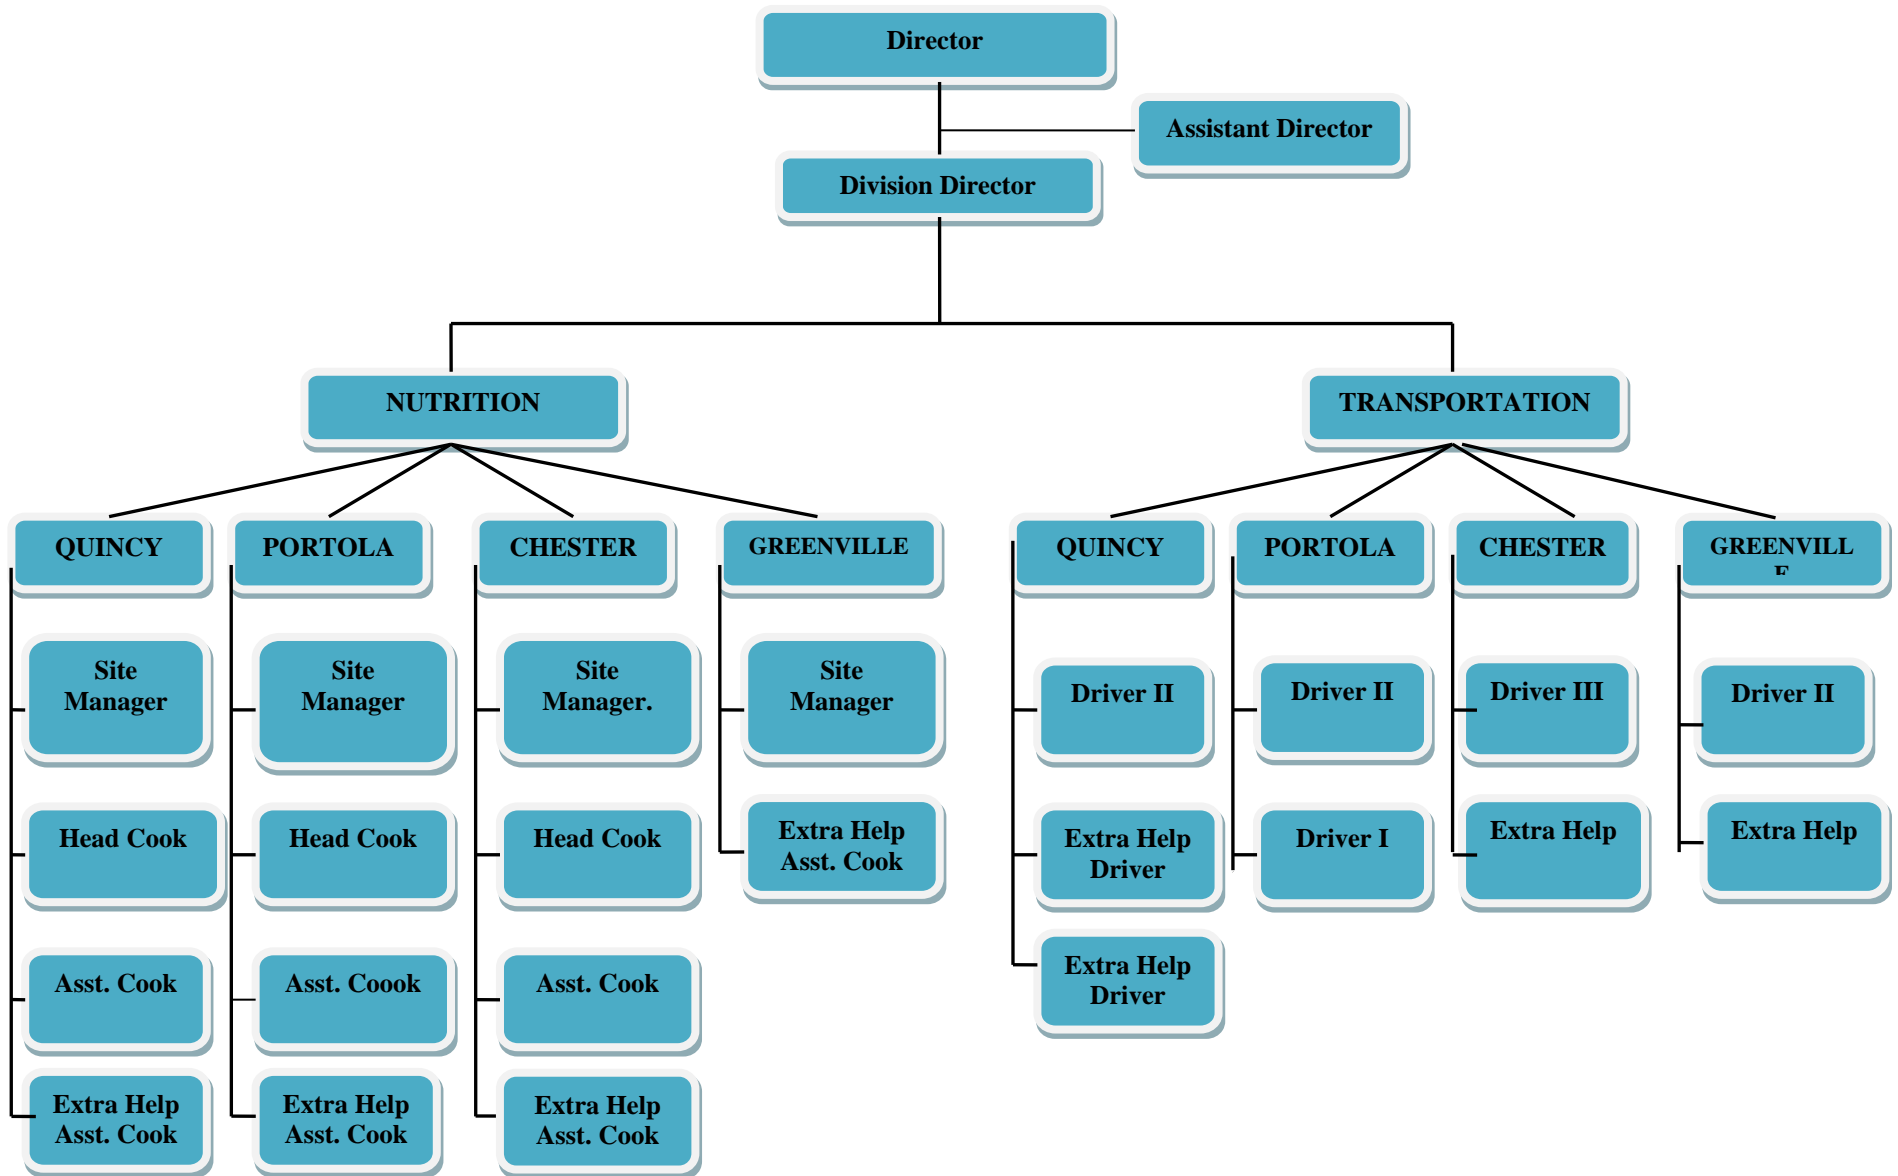 Director
Assistant Director
Division Director
NUTRITION
TRANSPORTATION
QUINCY
PORTOLA
CHESTER
GREENVILLE
QUINCY
PORTOLA
CHESTER
GREENVILL
E
Site
Manager
Site
Manager
Site
Manager.
Site
Manager
Driver II
Driver II
Driver III
Driver II
Head Cook
Head Cook
Head Cook
Extra Help
Asst. Cook
Extra Help
Driver
Driver I
Extra Help
Extra Help
Asst. Cook
Asst. Coook
Asst. Cook
Extra Help
Driver
Extra Help
Asst. Cook
Extra Help
Asst. Cook
Extra Help
Asst. Cook